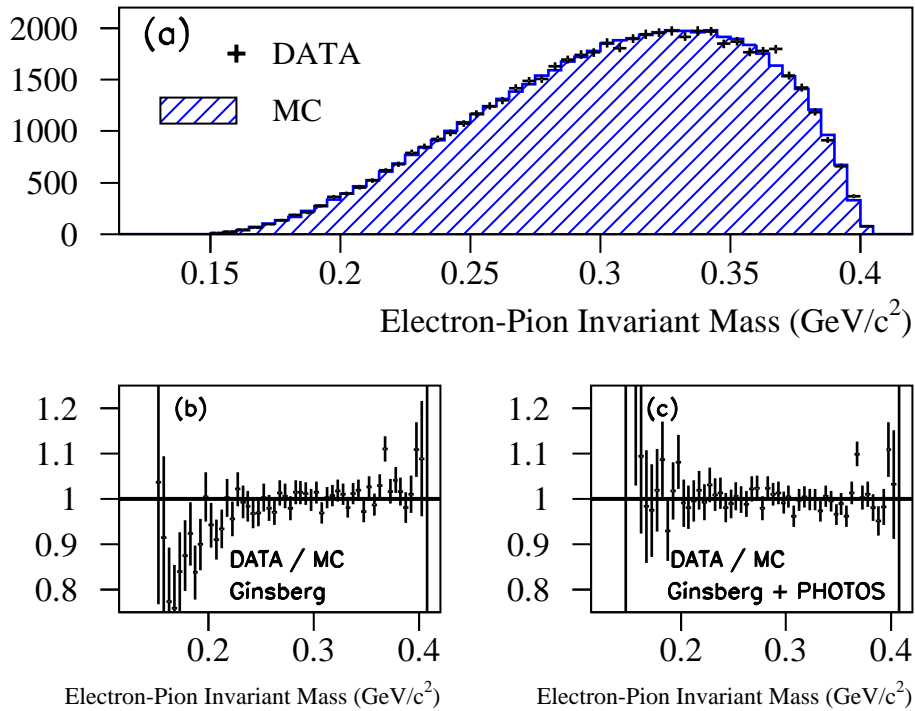 (a)
DATA
MC
2000
1500
1000
500
0
0.15 0.2 0.25 0.3 0.35 0.4
Electron-Pion Invariant Mass (GeV/c²)
(b)
1.2
1.1
1
0.9
0.8
DATA / MC
Ginsberg
0.2 0.3 0.4
Electron-Pion Invariant Mass (GeV/c²)
(c)
1.2
1.1
1
0.9
0.8
DATA / MC
Ginsberg + PHOTOS
0.2 0.3 0.4
Electron-Pion Invariant Mass (GeV/c²)